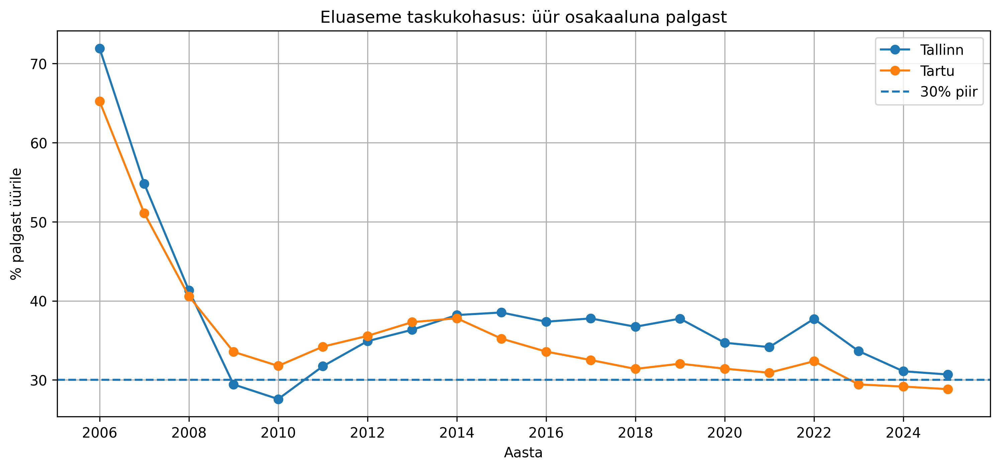 Eluaseme taskukohasus: üür osakaaluna palgast
Tallinn
Tartu
30% piir
% palgast üürile
70
60
50
40
30
2006 2008 2010 2012 2014 2016 2018 2020 2022 2024
Aasta